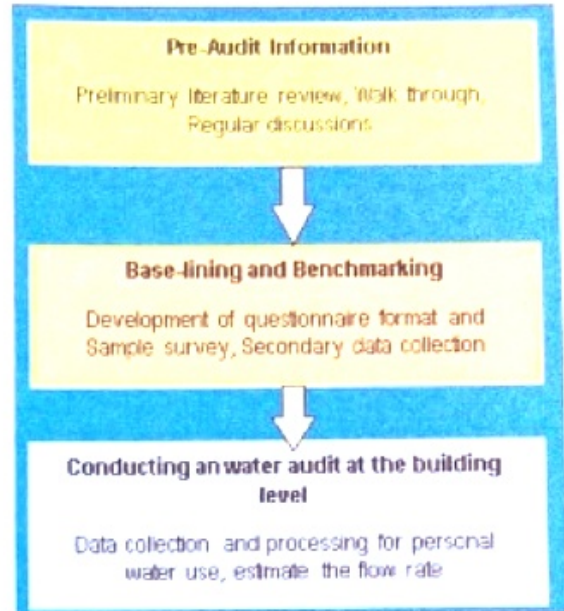 Pre-Audit Information
Preliminary literature review, Walk through,
Regular discussions
Base-lining and Benchmarking
Development of questionnaire format and
Sample survey, Secondary data collection
Conducting an water audit at the building
level
Data collection and processing for personal
water use, estimate the flow rate